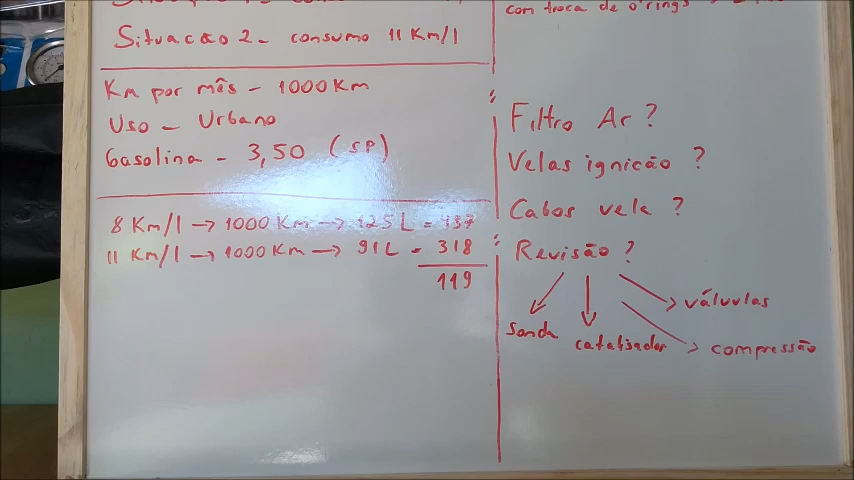 Situacão 2 - consumo 11 Km/l
Km por mês - 1000 Km
Uso - Urbano
Gasolina - 3,50 (SP)
8 Km/l → 1000 Km → 125 L = 437
11 Km/l → 1000 Km → 91 L = 318
119
com troca de o'rings
Filtro Ar ?
Velas ignicão ?
Cabos vela ?
Revisão ?
válvulas
sonda
catalisador
compressão